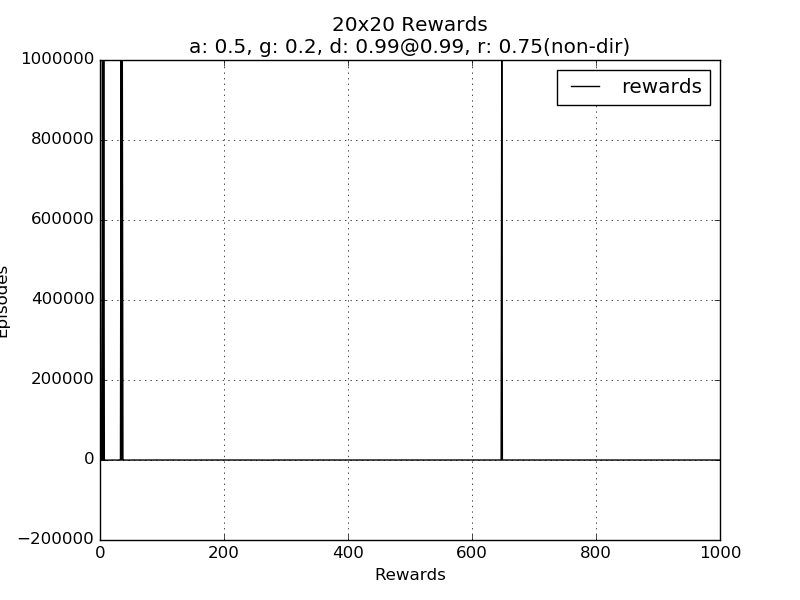 20x20 Rewards
a: 0.5, g: 0.2, d: 0.99@0.99, r: 0.75(non-dir)
1000000
800000
600000
400000
200000
0
−200000
Episodes
rewards
0 200 400 600 800 1000
Rewards